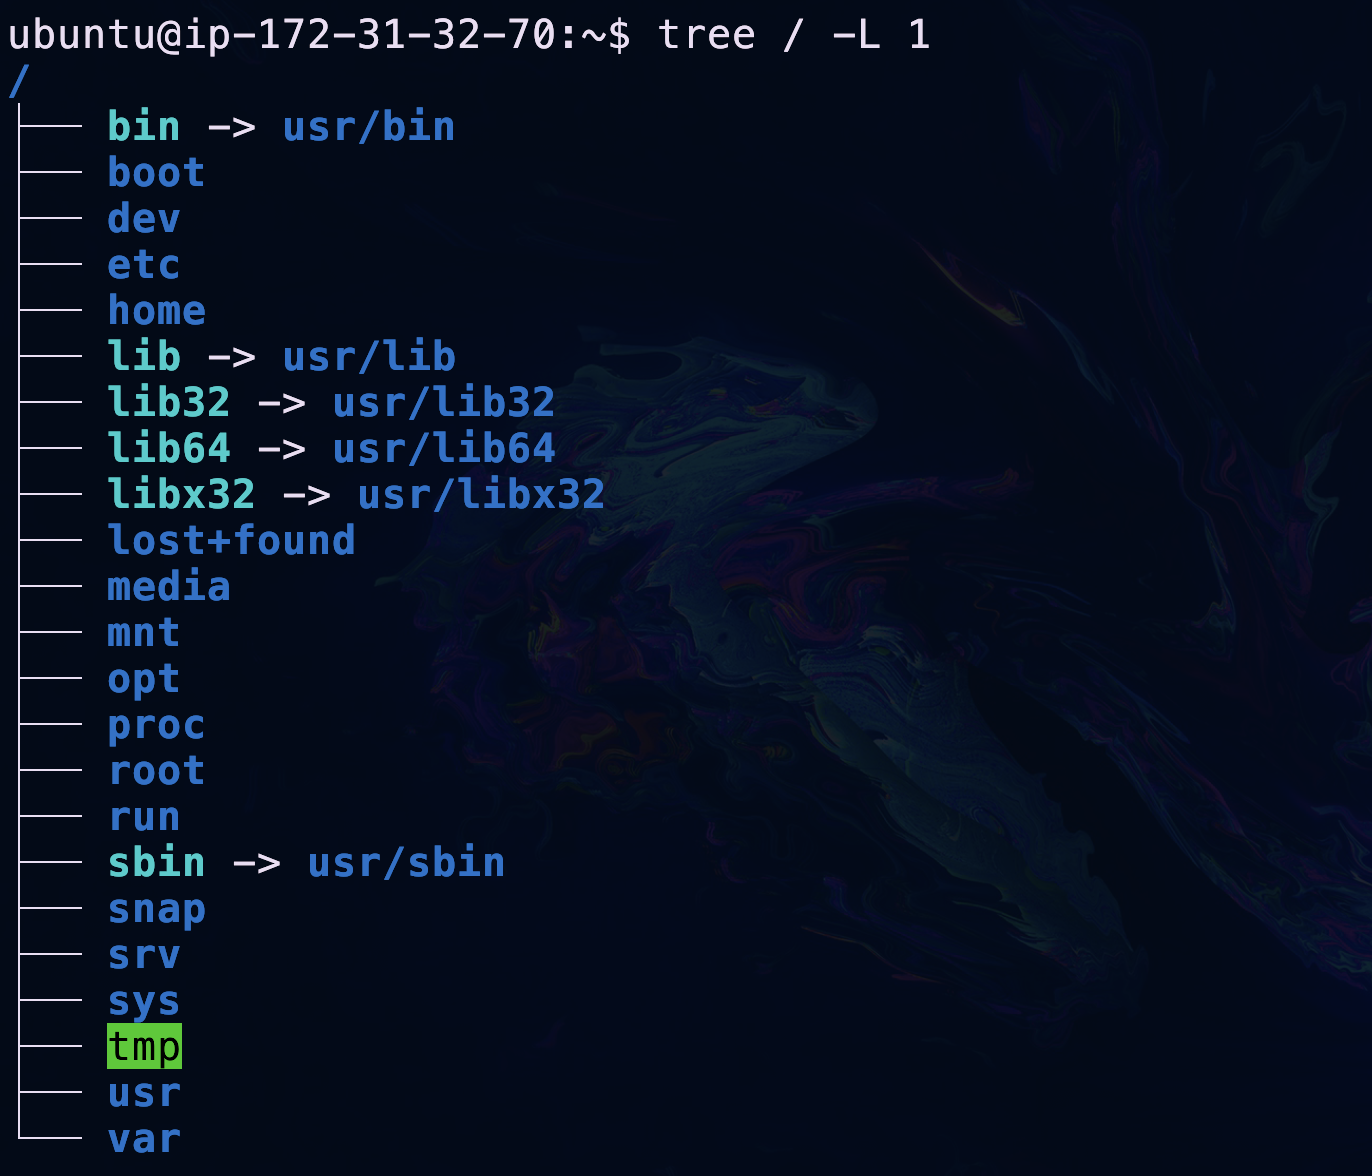 ubuntu@ip-172-31-32-70:~$ tree / -L 1
/
├── bin -> usr/bin
├── boot
├── dev
├── etc
├── home
├── lib -> usr/lib
├── lib32 -> usr/lib32
├── lib64 -> usr/lib64
├── libx32 -> usr/libx32
├── lost+found
├── media
├── mnt
├── opt
├── proc
├── root
├── run
├── sbin -> usr/sbin
├── snap
├── srv
├── sys
├── tmp
├── usr
└── var